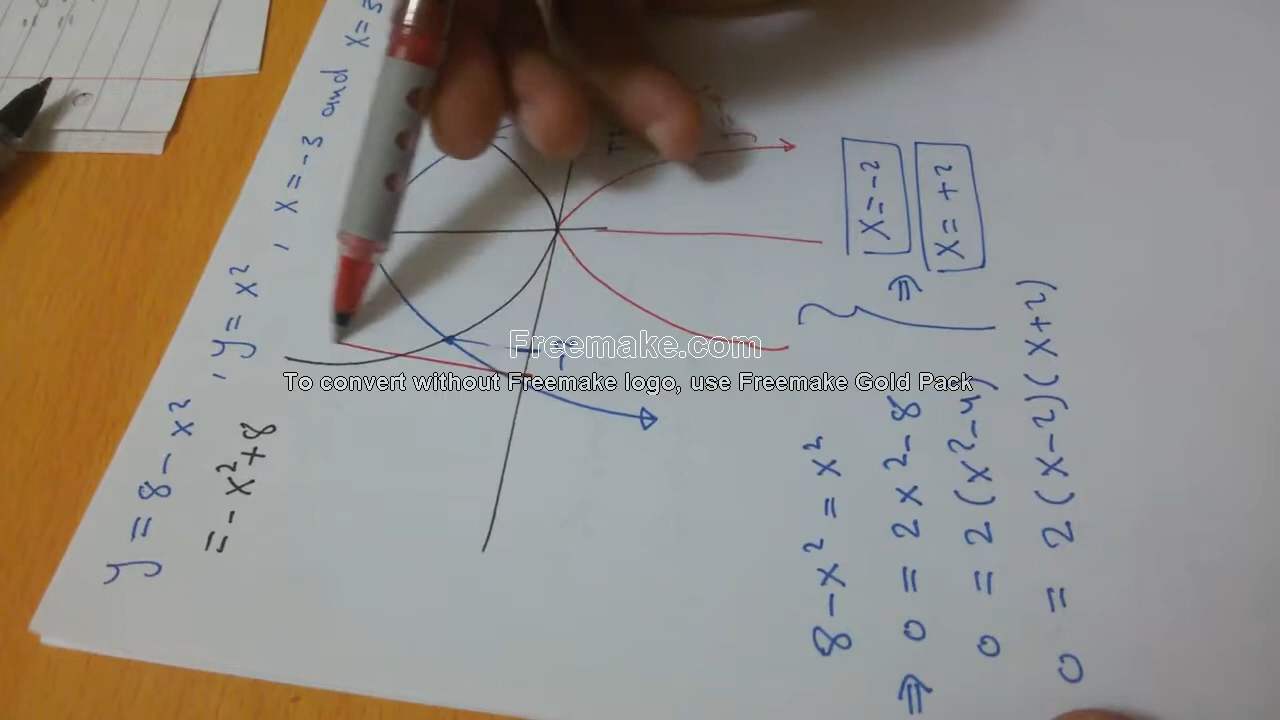 y = 8 - x² , y = x² , x = -3 and x = 3
= -x² + 8
8 - x² = x²
⇒ 0 = 2x² - 8
0 = 2(x² - 4)
0 = 2(x-2)(x+2)
⇒ x = -2
x = +2
Freemake.com
To convert without Freemake logo, use Freemake Gold Pack